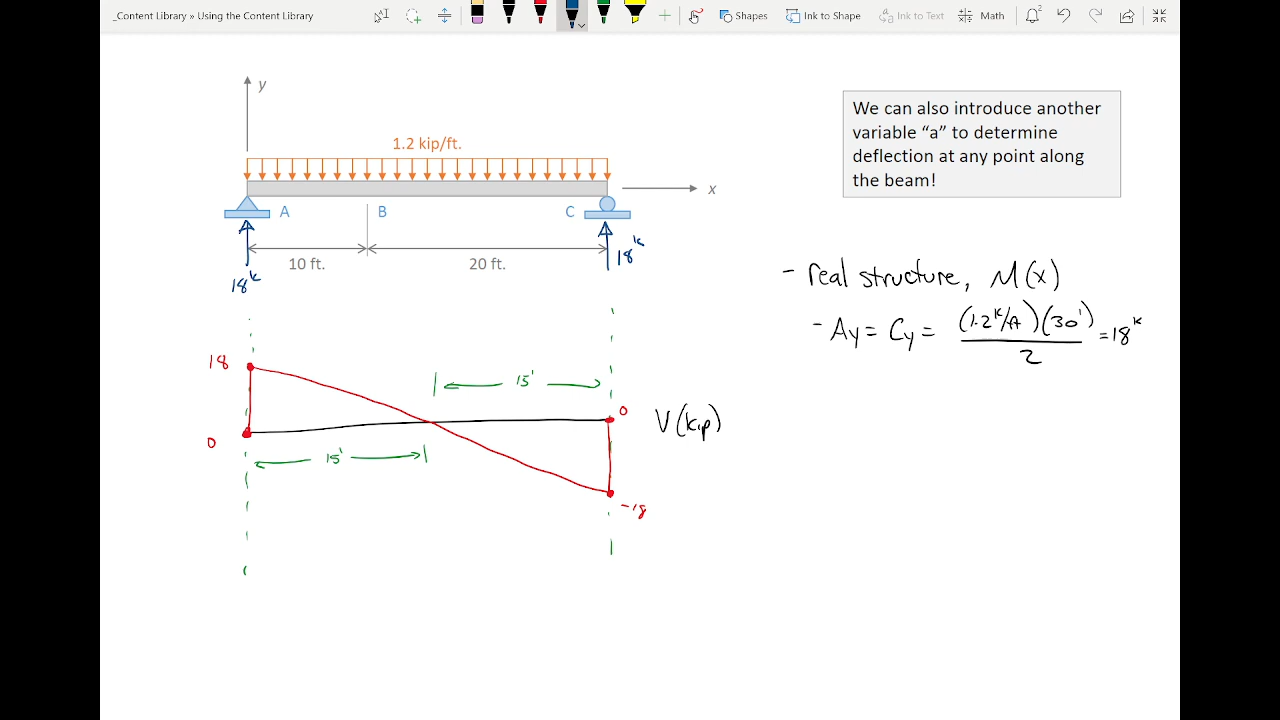 _Content Library » Using the Content Library
Shapes
Ink to Shape
Ink to Text
Math
y
1.2 kip/ft.
x
A
B
C
10 ft.
20 ft.
18ᵏ
18ᵏ
We can also introduce another
variable “a” to determine
deflection at any point along
the beam!
- real structure, M(x)
- Ay = Cy = (1.2ᵏ/ft)(30') / 2 = 18ᵏ
18
0
15'
15'
0
-18
V(kip)